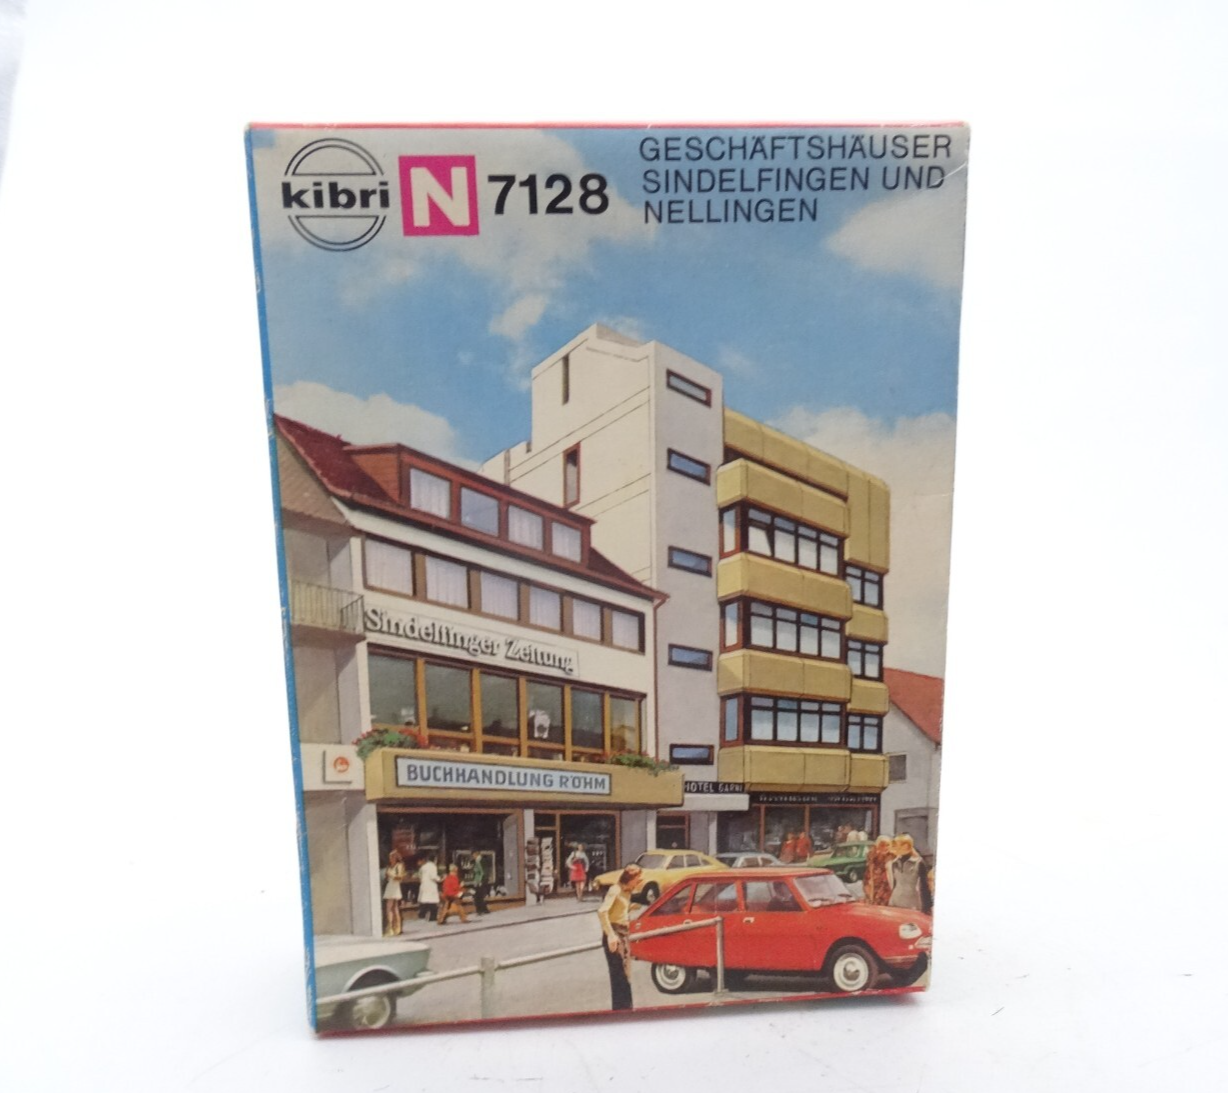 kibri N 7128
GESCHÄFTSHÄUSER
SINDELFINGEN UND
NELLINGEN
Sindelfinger Zeitung
BUCHHANDLUNG RÖHM
HOTEL GARNI